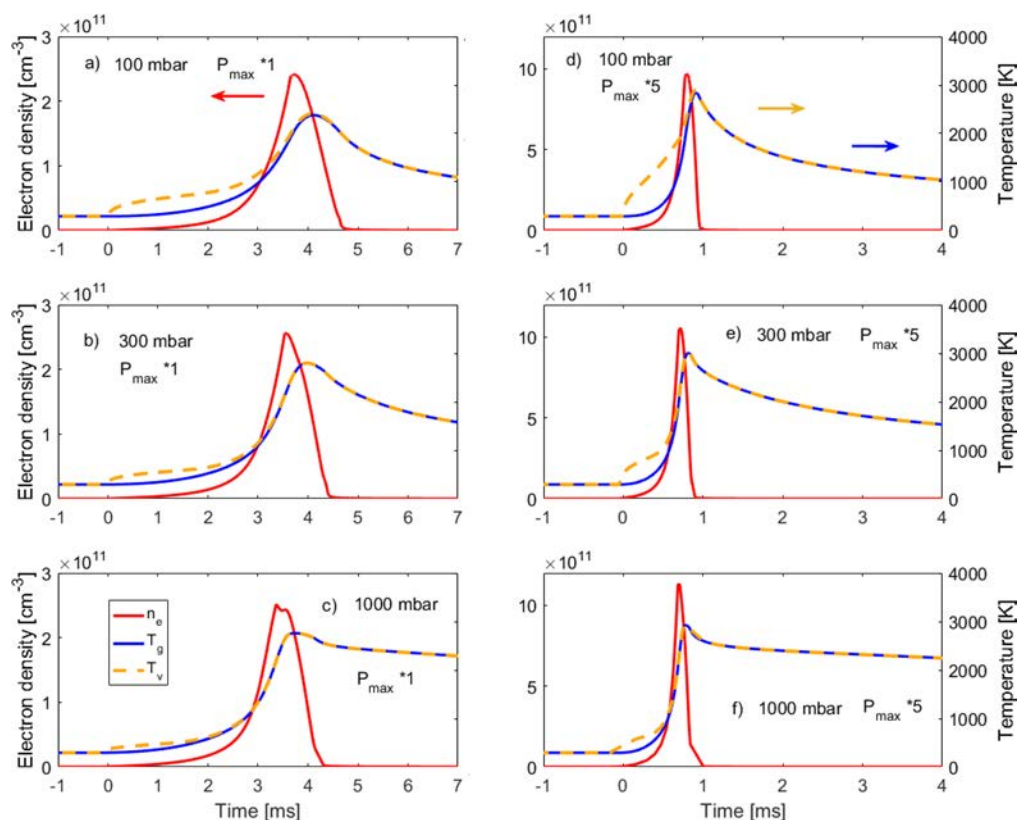 ×10^11
×10^11
a) 100 mbar P_max *1
d) 100 mbar
P_max *5
Electron density [cm^-3]
3
2
1
0
10
5
0
4000
3000
2000
1000
0
Temperature [K]
-1 0 1 2 3 4 5 6 7
-1 0 1 2 3 4
×10^11
×10^11
b) 300 mbar
P_max *1
e) 300 mbar P_max *5
Electron density [cm^-3]
3
2
1
0
10
5
0
4000
3000
2000
1000
0
Temperature [K]
-1 0 1 2 3 4 5 6 7
-1 0 1 2 3 4
×10^11
×10^11
c) 1000 mbar
P_max *1
n_e
T_g
T_v
f) 1000 mbar P_max *5
Electron density [cm^-3]
3
2
1
0
10
5
0
4000
3000
2000
1000
0
Temperature [K]
-1 0 1 2 3 4 5 6 7
-1 0 1 2 3 4
Time [ms]
Time [ms]